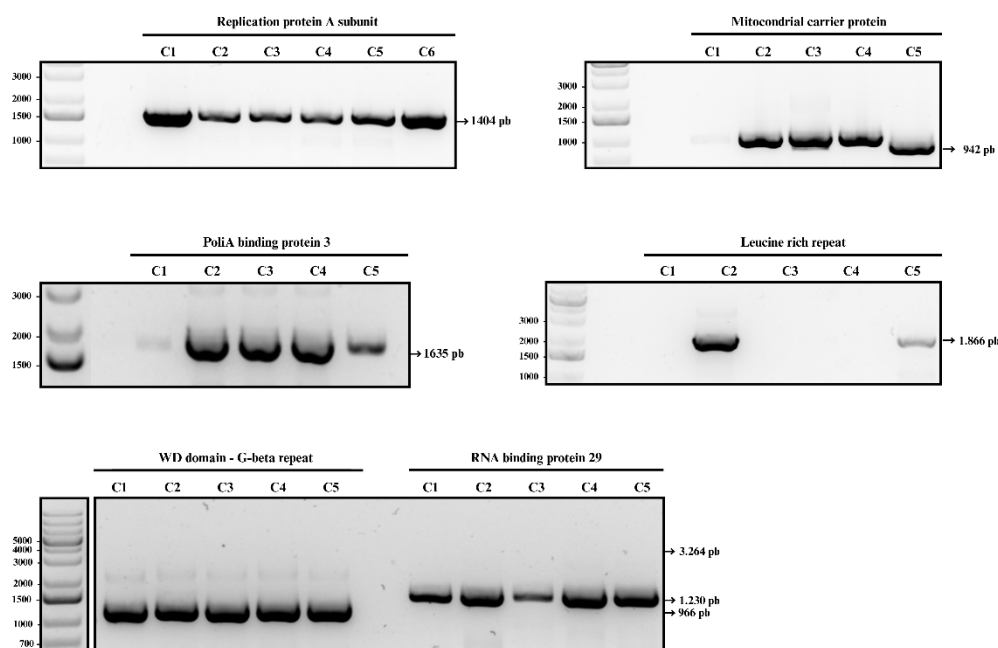 Replication protein A subunit
C1 C2 C3 C4 C5 C6
3000
2000
1500
1000
1404 pb
Mitocondrial carrier protein
C1 C2 C3 C4 C5
3000
2000
1500
1000
942 pb
PoliA binding protein 3
C1 C2 C3 C4 C5
3000
2000
1500
1635 pb
Leucine rich repeat
C1 C2 C3 C4 C5
3000
2000
1500
1000
1.866 pb
WD domain - G-beta repeat
C1 C2 C3 C4 C5
RNA binding protein 29
C1 C2 C3 C4 C5
5000
4000
3000
2000
1500
1000
700
3.264 pb
1.230 pb
966 pb